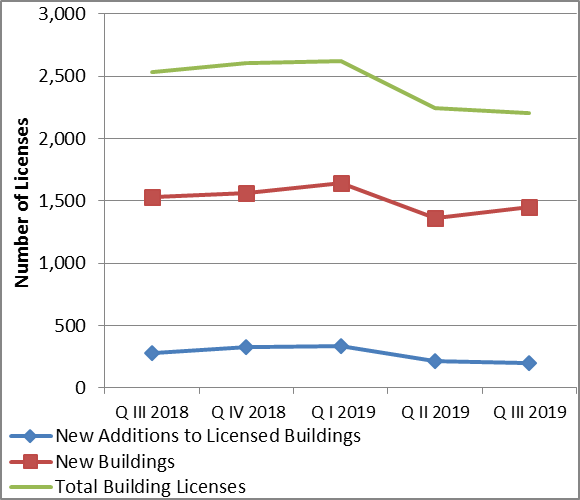 3,000
2,500
2,000
1,500
1,000
500
0
Number of Licenses
Q III 2018 Q IV 2018 Q I 2019 Q II 2019 Q III 2019
New Additions to Licensed Buildings
New Buildings
Total Building Licenses